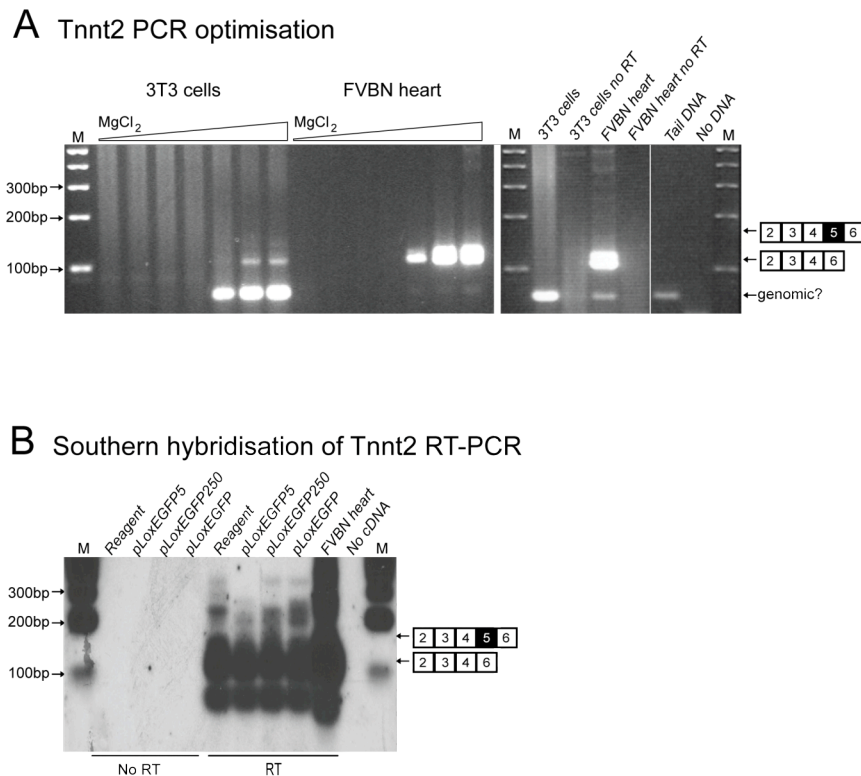 A Tnnt2 PCR optimisation
3T3 cells
FVBN heart
M
MgCl2
MgCl2
M
3T3 cells
3T3 cells no RT
FVBN heart
FVBN heart no RT
Tail DNA
No DNA
M
300bp
200bp
100bp
2 3 4 5 6
2 3 4 6
genomic?
B Southern hybridisation of Tnnt2 RT-PCR
M
Reagent
pLoxEGFP5
pLoxEGFP250
pLoxEGFP
Reagent
pLoxEGFP5
pLoxEGFP250
pLoxEGFP
FVBN heart
No cDNA
M
300bp
200bp
100bp
2 3 4 5 6
2 3 4 6
No RT
RT